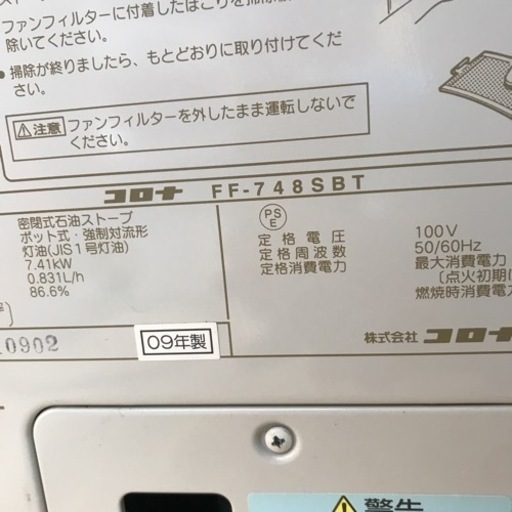 ファンフィルターに付着したほこりを掃除
除いてください。
●掃除が終りましたら、もとどおりに取り付けてくだ
さい。
⚠注意 ファンフィルターを外したまま運転しないで
ください。
コロナ FF-748SBT
密閉式石油ストーブ
ポット式・強制対流形
灯油(JIS1号灯油)
7.41kW
0.831L/h
86.6%
PS
E
定格電圧 100V
定格周波数 50/60Hz
定格消費電力 最大消費電力
(点火初期
燃焼時消費電力
10902
09年製
株式会社 コロナ
⚠警告